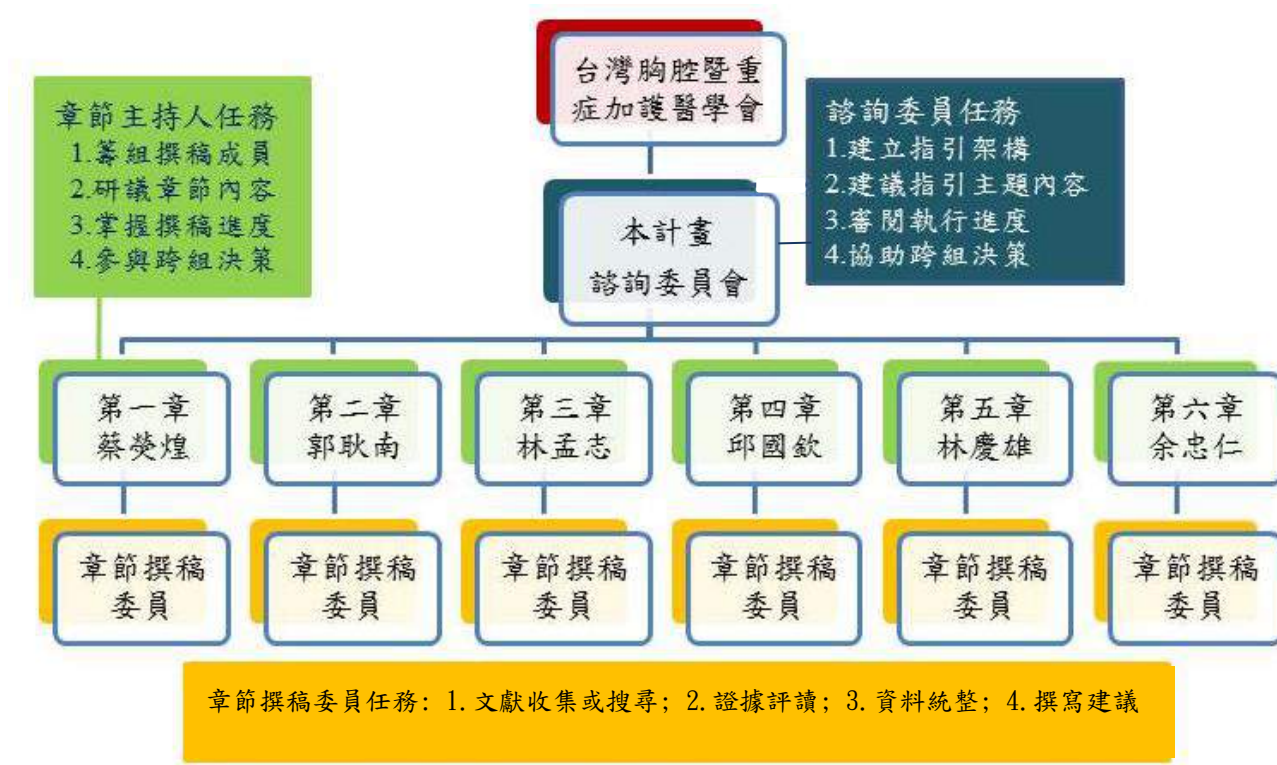 台灣胸腔暨重
症加護醫學會
章節主持人任務
1.籌組撰稿成員
2.研議章節內容
3.掌握撰稿進度
4.參與跨組決策
諮詢委員任務
1.建立指引架構
2.建議指引主題內容
3.審閱執行進度
4.協助跨組決策
本計畫
諮詢委員會
第一章
蔡熒煌
第二章
郭耿南
第三章
林孟志
第四章
邱國欽
第五章
林慶雄
第六章
余忠仁
章節撰稿
委員
章節撰稿
委員
章節撰稿
委員
章節撰稿
委員
章節撰稿
委員
章節撰稿
委員
章節撰稿委員任務: 1.文獻收集或搜尋; 2.證據評讀; 3.資料統整; 4.撰寫建議